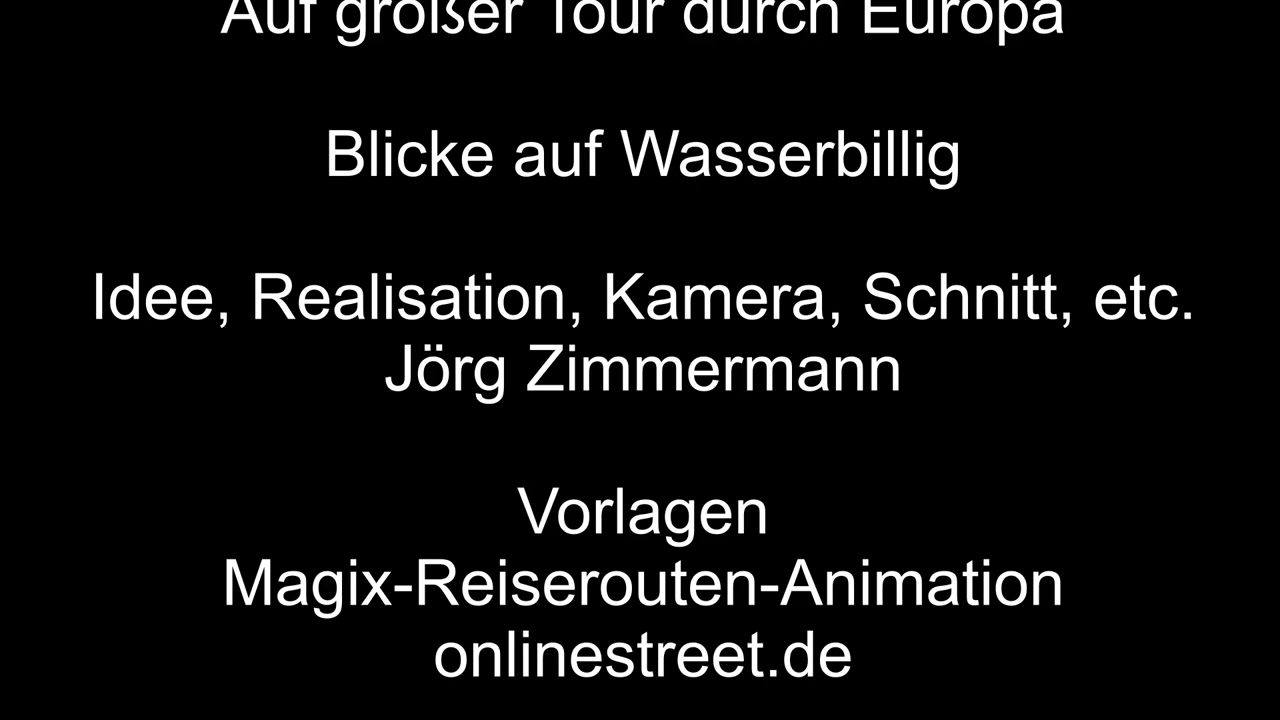 Auf großer Tour durch Europa
Blicke auf Wasserbillig
Idee, Realisation, Kamera, Schnitt, etc.
Jörg Zimmermann
Vorlagen
Magix-Reiserouten-Animation
onlinestreet.de